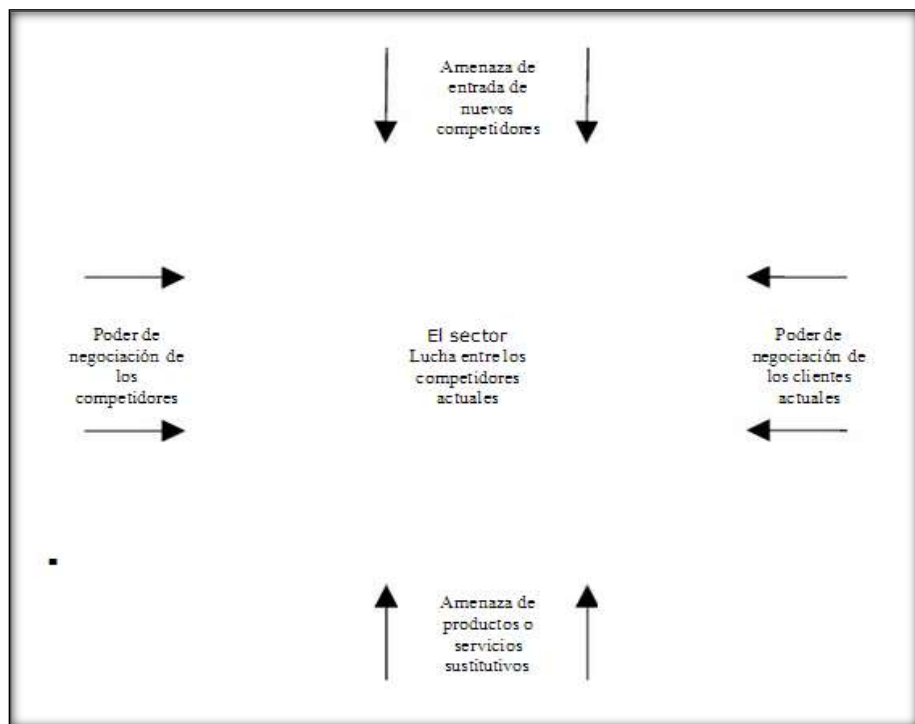 Amenaza de
entrada de
nuevos
competidores
Poder de
negociación de
los
competidores
El sector
Lucha entre los
competidores
actuales
Poder de
negociación de
los clientes
actuales
Amenaza de
productos o
servicios
sustitutivos